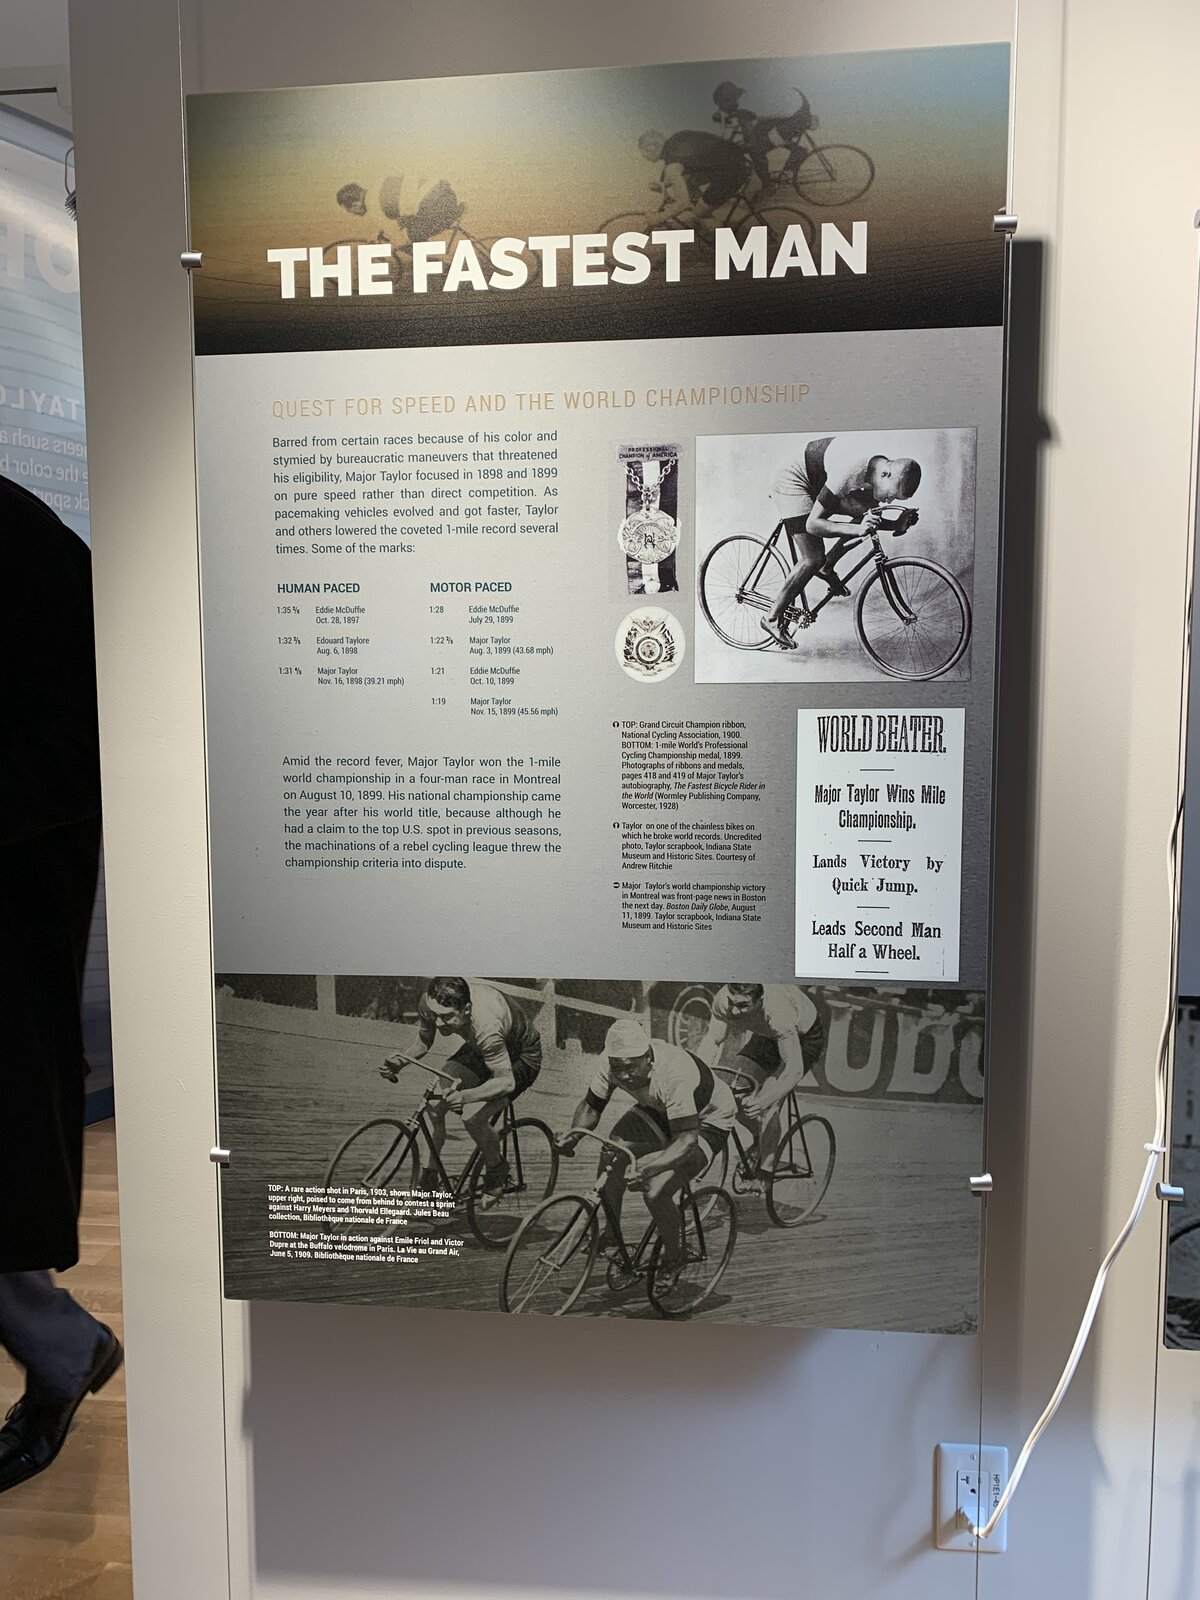 THE FASTEST MAN
QUEST FOR SPEED AND THE WORLD CHAMPIONSHIP
Barred from certain races because of his color and
stymied by bureaucratic maneuvers that threatened
his eligibility, Major Taylor focused in 1898 and 1899
on pure speed rather than direct competition. As
pacemaking vehicles evolved and got faster, Taylor
and others lowered the coveted 1-mile record several
times. Some of the marks:
HUMAN PACED
1:35 ⅖ Eddie McDuffie
Oct. 28, 1897
1:32 ⅗ Edouard Taylore
Aug. 6, 1898
1:31 ⅘ Major Taylor
Nov. 16, 1898 (39.21 mph)
MOTOR PACED
1:28 Eddie McDuffie
July 29, 1899
1:22 ⅖ Major Taylor
Aug. 3, 1899 (43.68 mph)
1:21 Eddie McDuffie
Oct. 10, 1899
1:19 Major Taylor
Nov. 15, 1899 (45.56 mph)
Amid the record fever, Major Taylor won the 1-mile
world championship in a four-man race in Montreal
on August 10, 1899. His national championship came
the year after his world title, because although he
had a claim to the top U.S. spot in previous seasons,
the machinations of a rebel cycling league threw the
championship criteria into dispute.
PROFESSIONAL
CHAMPION OF AMERICA
TOP: Grand Circuit Champion ribbon,
National Cycling Association, 1900.
BOTTOM: 1-mile World's Professional
Cycling Championship medal, 1899.
Photographs of ribbons and medals,
pages 418 and 419 of Major Taylor's
autobiography, The Fastest Bicycle Rider in
the World (Wormley Publishing Company,
Worcester, 1928)
Taylor on one of the chainless bikes on
which he broke world records. Uncredited
photo, Taylor scrapbook, Indiana State
Museum and Historic Sites. Courtesy of
Andrew Ritchie
Major Taylor's world championship victory
in Montreal was front-page news in Boston
the next day. Boston Daily Globe, August
11, 1899. Taylor scrapbook, Indiana State
Museum and Historic Sites
WORLD BEATER.
Major Taylor Wins Mile
Championship.
Lands Victory by
Quick Jump.
Leads Second Man
Half a Wheel.
TOP: A rare action shot in Paris, 1903, shows Major Taylor,
upper right, poised to come from behind to contest a sprint
against Harry Meyers and Thorvald Ellegaard. Jules Beau
collection, Bibliothèque nationale de France
BOTTOM: Major Taylor in action against Emile Friol and Victor
Dupre at the Buffalo velodrome in Paris. La Vie au Grand Air,
June 5, 1909. Bibliothèque nationale de France